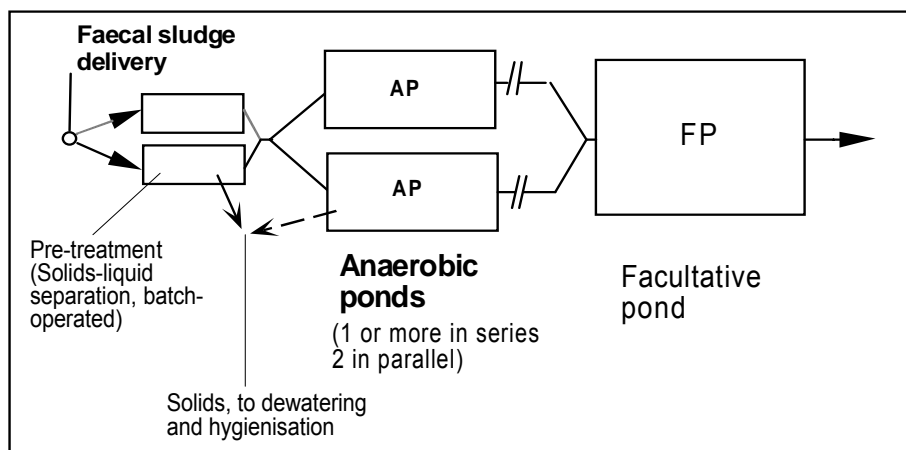 Faecal sludge
delivery
AP
FP
AP
Pre-treatment
(Solids-liquid
separation, batch-
operated)
Anaerobic
ponds
(1 or more in series
2 in parallel)
Facultative
pond
Solids, to dewatering
and hygienisation